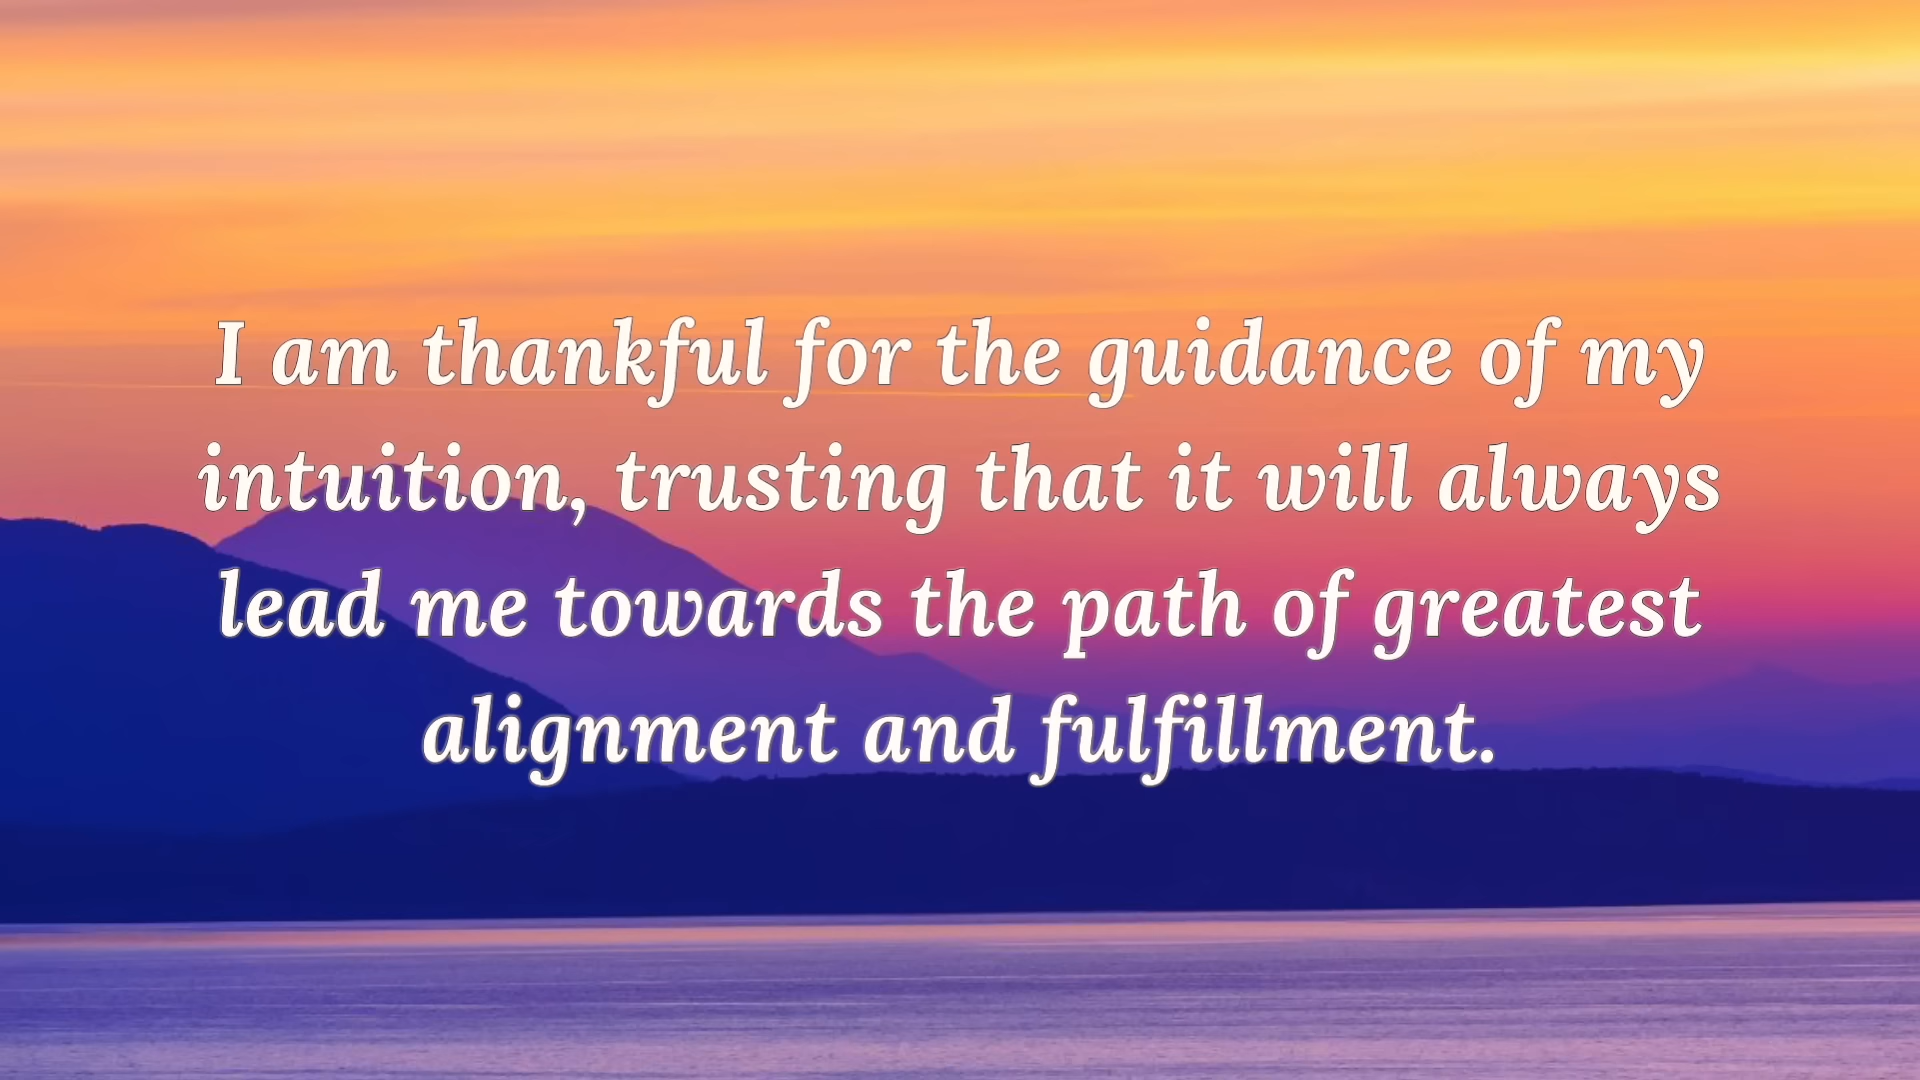 I am thankful for the guidance of my
intuition, trusting that it will always
lead me towards the path of greatest
alignment and fulfillment.